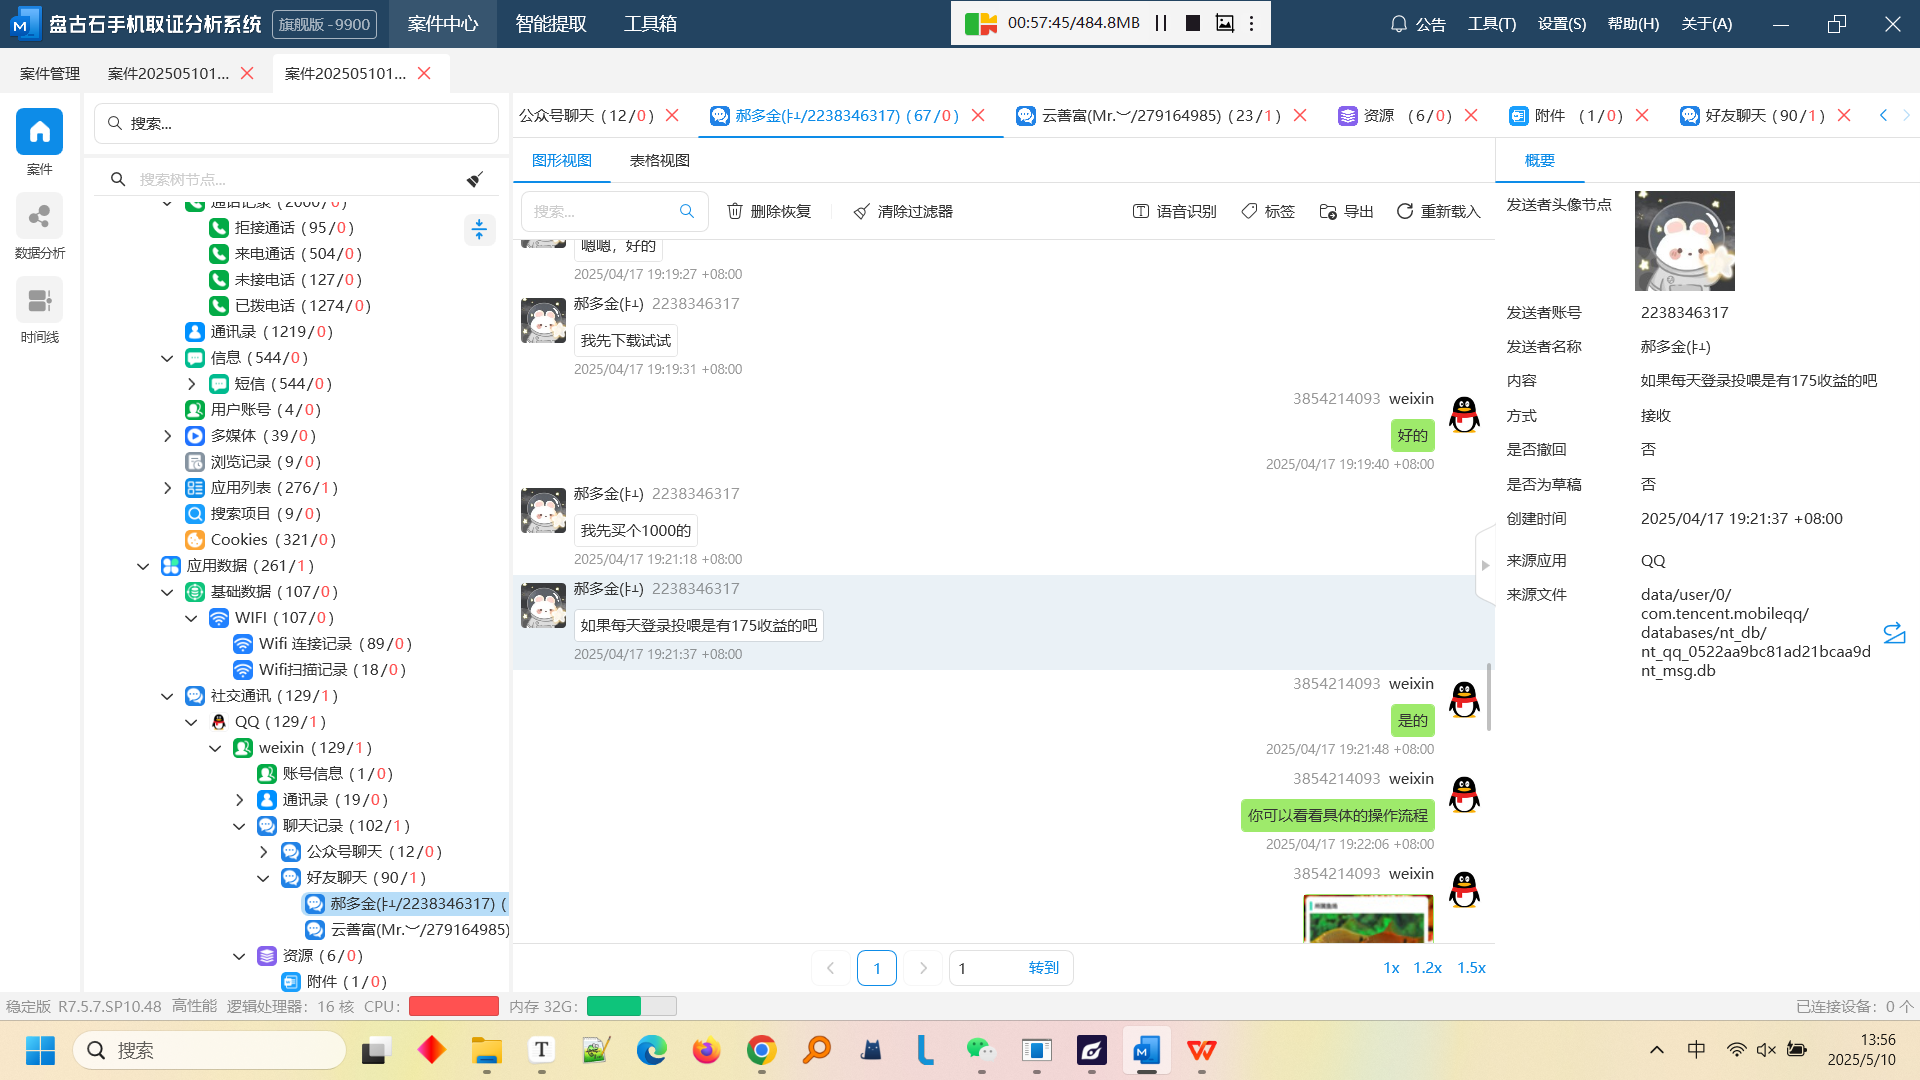 盘古石手机取证分析系统 旗舰版 -9900 案件中心 智能提取 工具箱 00:57:45/484.8MB 公告 工具(T) 设置(S) 帮助(H) 关于(A)
案件管理 案件202505101... 案件202505101...
案件
数据分析
时间线
搜索...
搜索树节点...
通话记录 (2000/0)
拒接通话 (95/0)
来电通话 (504/0)
未接电话 (127/0)
已拨电话 (1274/0)
通讯录 (1219/0)
信息 (544/0)
短信 (544/0)
用户账号 (4/0)
多媒体 (39/0)
浏览记录 (9/0)
应用列表 (276/1)
搜索项目 (9/0)
Cookies (321/0)
应用数据 (261/1)
基础数据 (107/0)
WIFI (107/0)
Wifi 连接记录 (89/0)
Wifi扫描记录 (18/0)
社交通讯 (129/1)
QQ (129/1)
weixin (129/1)
账号信息 (1/0)
通讯录 (19/0)
聊天记录 (102/1)
公众号聊天 (12/0)
好友聊天 (90/1)
郝多金(/2238346317) (
云善富(Mr.︶/279164985)
资源 (6/0)
附件 (1/0)
公众号聊天 (12/0) 郝多金(/2238346317) (67/0) 云善富(Mr.︶/279164985) (23/1) 资源 (6/0) 附件 (1/0) 好友聊天 (90/1)
图形视图 表格视图
搜索... 删除恢复 清除过滤器 语音识别 标签 导出 重新载入
嗯嗯，好的
2025/04/17 19:19:27 +08:00
郝多金 2238346317
我先下载试试
2025/04/17 19:19:31 +08:00
3854214093 weixin
好的
2025/04/17 19:19:40 +08:00
郝多金 2238346317
我先买个1000的
2025/04/17 19:21:18 +08:00
郝多金 2238346317
如果每天登录投喂是有175收益的吧
2025/04/17 19:21:37 +08:00
3854214093 weixin
是的
2025/04/17 19:21:48 +08:00
3854214093 weixin
你可以看看具体的操作流程
2025/04/17 19:22:06 +08:00
3854214093 weixin
1 1 转到 1x 1.2x 1.5x
概要
发送者头像节点
发送者账号 2238346317
发送者名称 郝多金
内容 如果每天登录投喂是有175收益的吧
方式 接收
是否撤回 否
是否为草稿 否
创建时间 2025/04/17 19:21:37 +08:00
来源应用 QQ
来源文件 data/user/0/
com.tencent.mobileqq/
databases/nt_db/
nt_qq_0522aa9bc81ad21bcaa9d
nt_msg.db
稳定版 R7.5.7.SP10.48 高性能 逻辑处理器：16 核 CPU： 内存 32G： 已连接设备：0 个
搜索 中 13:56
2025/5/10